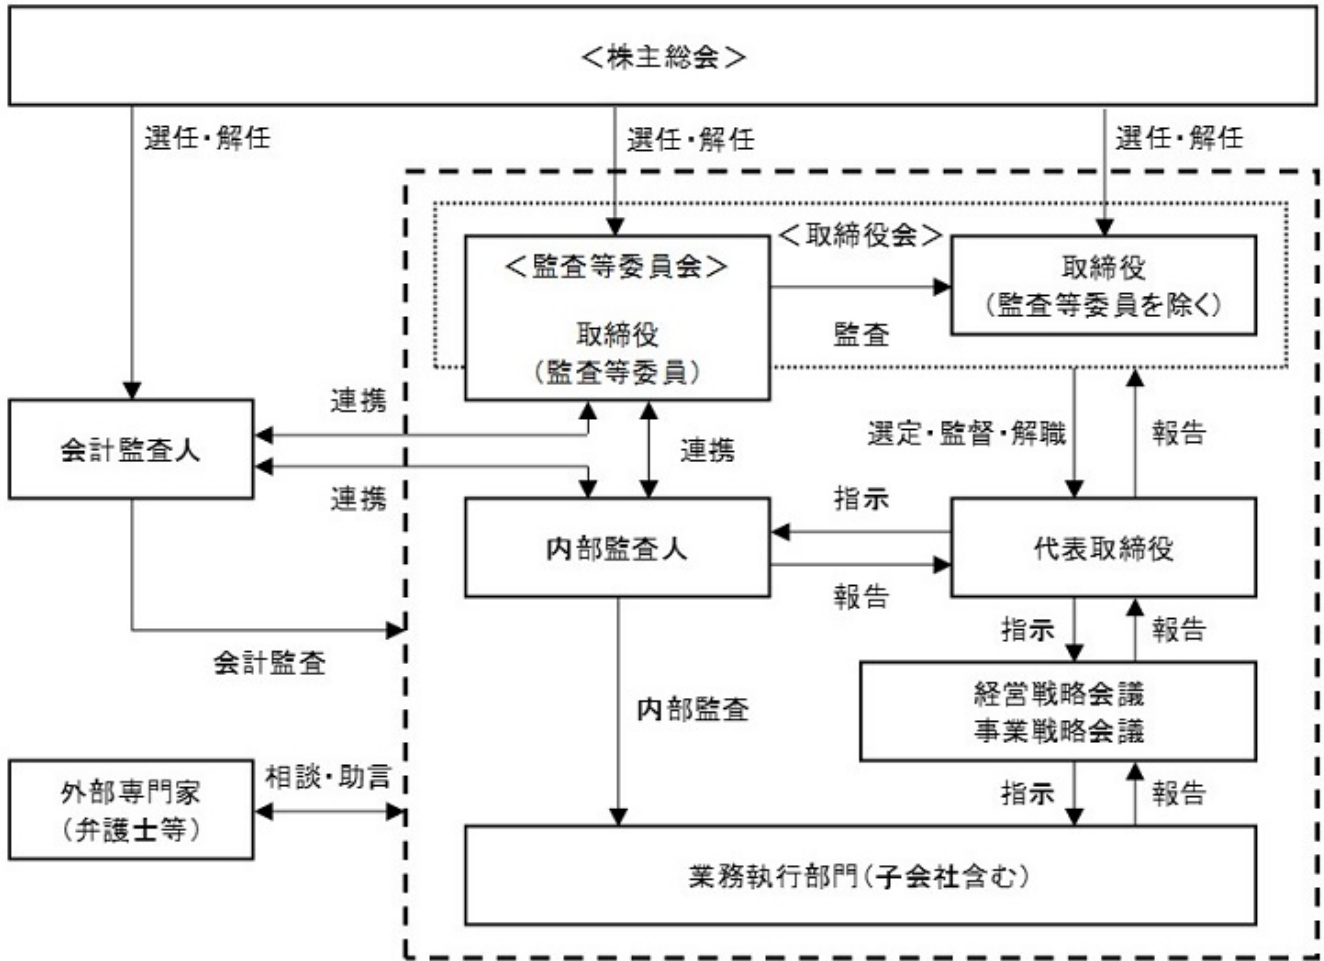 ＜株主総会＞
選任・解任
選任・解任
選任・解任
＜取締役会＞
＜監査等委員会＞
取締役
(監査等委員)
取締役
(監査等委員を除く)
監査
連携
会計監査人
連携
連携
選定・監督・解職
報告
指示
内部監査人
代表取締役
報告
指示
報告
会計監査
内部監査
経営戦略会議
事業戦略会議
外部専門家
(弁護士等)
相談・助言
指示
報告
業務執行部門(子会社含む)